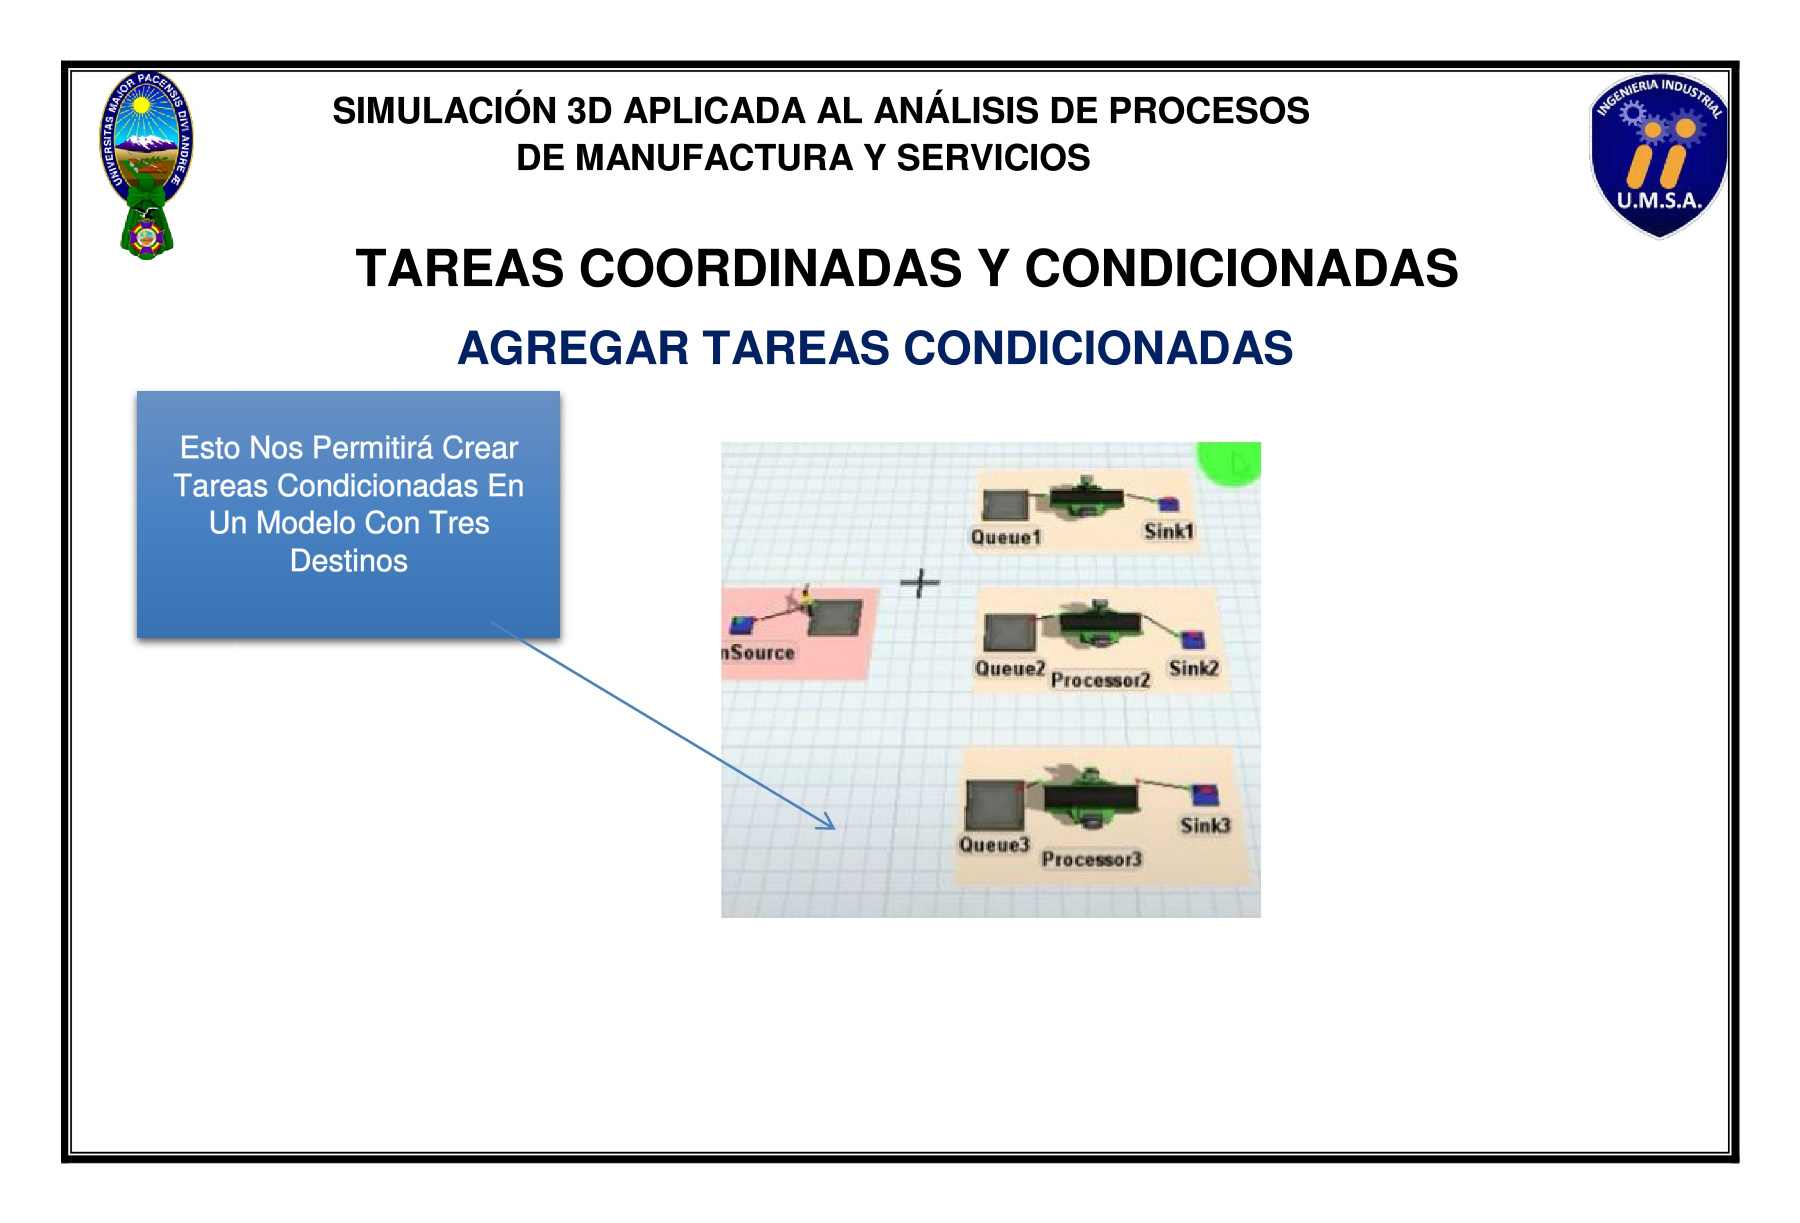 SIMULACIÓN 3D APLICADA AL ANÁLISIS DE PROCESOS
DE MANUFACTURA Y SERVICIOS
UNIVERSITAS MAJOR PACENSIS DIVI ANDRE Æ
INGENIERIA INDUSTRIAL
U.M.S.A.
TAREAS COORDINADAS Y CONDICIONADAS
AGREGAR TAREAS CONDICIONADAS
Esto Nos Permitirá Crear
Tareas Condicionadas En
Un Modelo Con Tres
Destinos
Queue1
Sink1
nSource
Queue2
Processor2
Sink2
Queue3
Processor3
Sink3